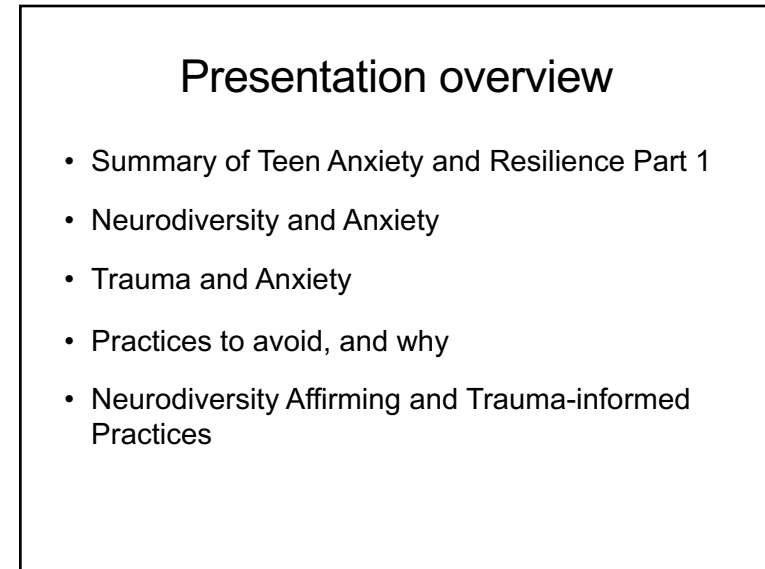 Presentation overview
• Summary of Teen Anxiety and Resilience Part 1
• Neurodiversity and Anxiety
• Trauma and Anxiety
• Practices to avoid, and why
• Neurodiversity Affirming and Trauma-informed
Practices